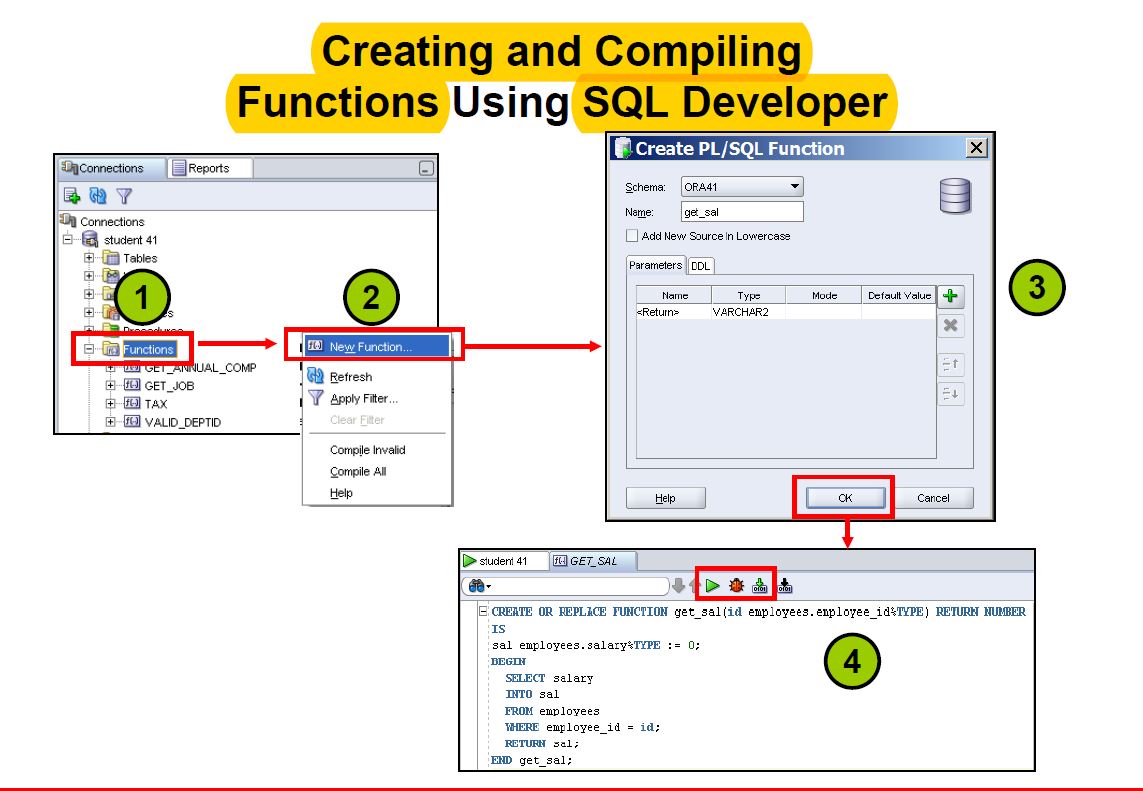 Creating and Compiling
Functions Using SQL Developer
Connections
Reports
Connections
student 41
Tables
1
Procedures
Functions
GET_ANNUAL_COMP
GET_JOB
TAX
VALID_DEPTID
2
New Function...
Refresh
Apply Filter...
Clear Filter
Compile Invalid
Compile All
Help
Create PL/SQL Function
Schema: ORA41
Name: get_sal
Add New Source In Lowercase
Parameters DDL
Name Type Mode Default Value
<Return> VARCHAR2
Help OK Cancel
3
student 41 GET_SAL
CREATE OR REPLACE FUNCTION get_sal(id employees.employee_id%TYPE) RETURN NUMBER
IS
sal employees.salary%TYPE := 0;
BEGIN
SELECT salary
INTO sal
FROM employees
WHERE employee_id = id;
RETURN sal;
END get_sal;
4